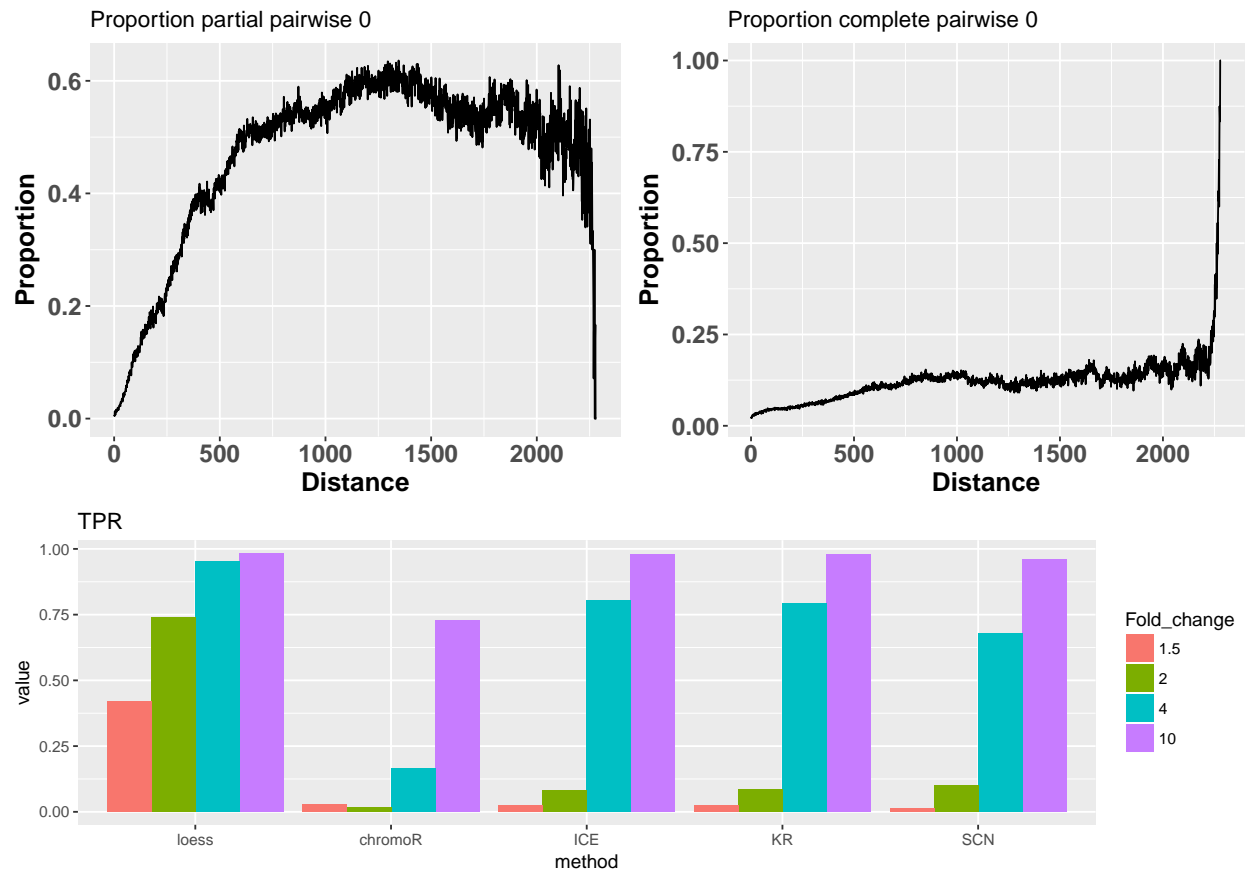 Proportion partial pairwise 0
Proportion
0.6
0.4
0.2
0.0
0 500 1000 1500 2000
Distance
Proportion complete pairwise 0
Proportion
1.00
0.75
0.50
0.25
0.00
0 500 1000 1500 2000
Distance
TPR
value
1.00
0.75
0.50
0.25
0.00
loess chromoR ICE KR SCN
method
Fold_change
1.5
2
4
10